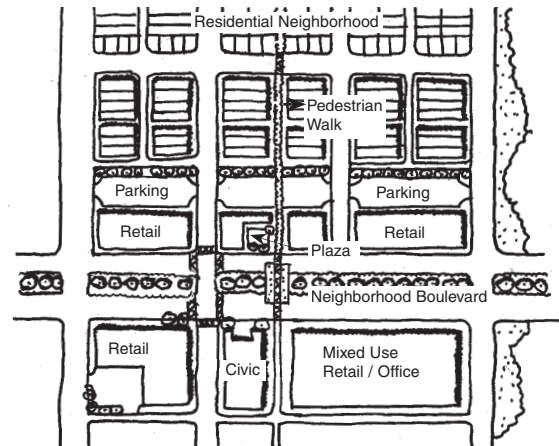 Residential Neighborhood
Pedestrian
Walk
Parking
Parking
Retail
Retail
Plaza
Neighborhood Boulevard
Retail
Civic
Mixed Use
Retail / Office